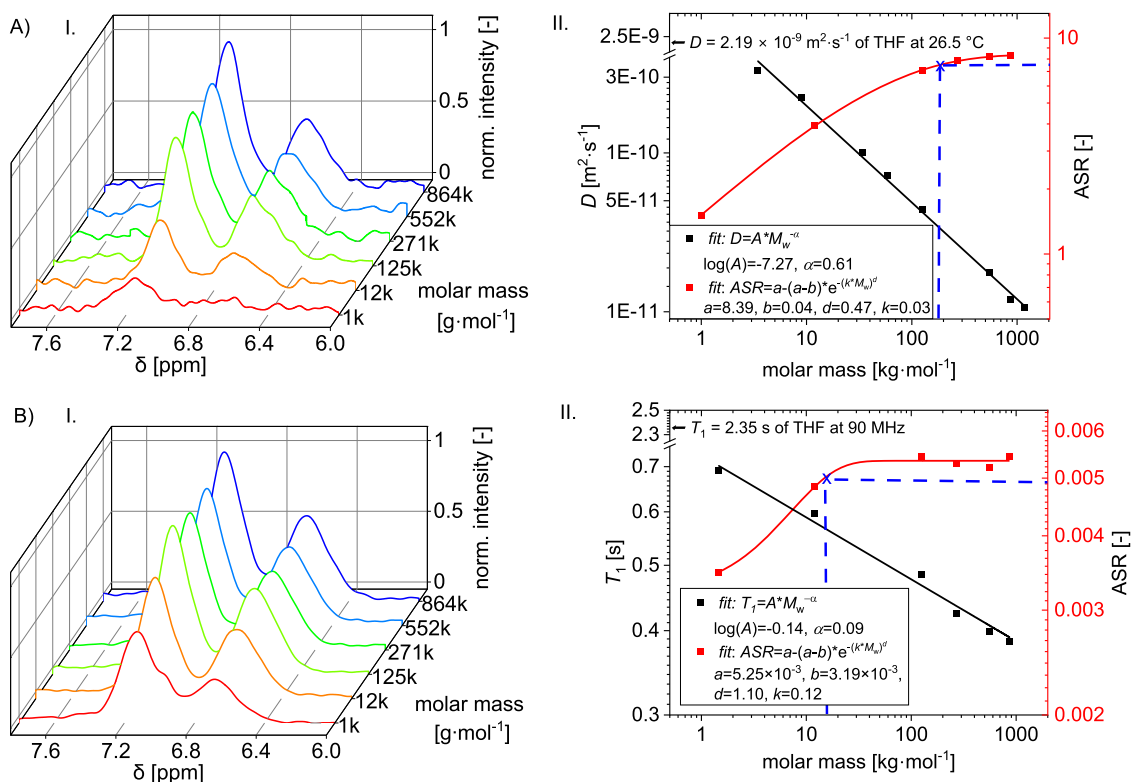 A)
I.
1
0.5
0
norm. intensity [-]
864k
552k
271k
125k
12k
1k
molar mass
[g·mol⁻¹]
7.6
7.2
6.8
6.4
6.0
δ [ppm]
II.
2.5E-9
3E-10
1E-10
5E-11
1E-11
D [m²·s⁻¹]
D = 2.19 × 10⁻⁹ m²·s⁻¹ of THF at 26.5 °C
fit: D=A*M_w^-α
log(A)=-7.27, α=0.61
fit: ASR=a-(a-b)*e^-(k*M_w)^d
a=8.39, b=0.04, d=0.47, k=0.03
x
10
1
ASR [-]
1
10
100
1000
molar mass [kg·mol⁻¹]
B)
I.
1
0.5
0
norm. intensity [-]
864k
552k
271k
125k
12k
1k
molar mass
[g·mol⁻¹]
7.6
7.2
6.8
6.4
6.0
δ [ppm]
II.
2.5
2.3
0.7
0.6
0.5
0.4
0.3
T₁ [s]
T₁ = 2.35 s of THF at 90 MHz
fit: T₁=A*M_w^-α
log(A)=-0.14, α=0.09
fit: ASR=a-(a-b)*e^-(k*M_w)^d
a=5.25×10⁻³, b=3.19×10⁻³,
d=1.10, k=0.12
x
0.006
0.005
0.004
0.003
0.002
ASR [-]
1
10
100
1000
molar mass [kg·mol⁻¹]